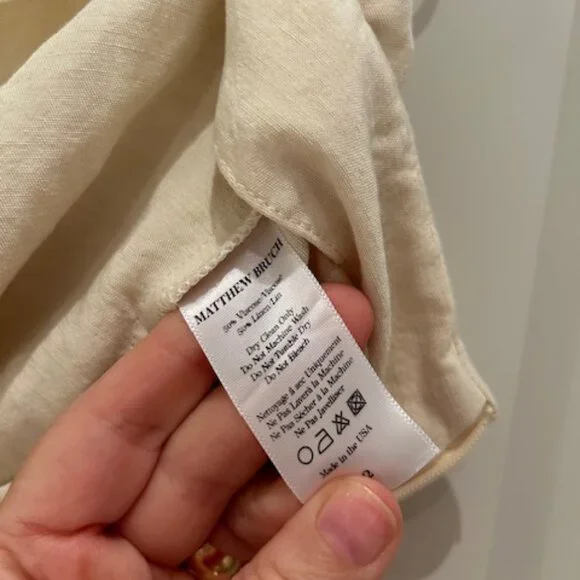 MATTHEW BRUCH
50% Viscose/Viscose
50% Linen/Lin
Dry Clean Only
Do Not Machine Wash
Do Not Tumble Dry
Do Not Bleach
Nettoyage à sec Uniquement
Ne Pas Laverà la Machine
Ne Pas Sécher à la Machine
Ne Pas Javelliser
Made in the USA
2